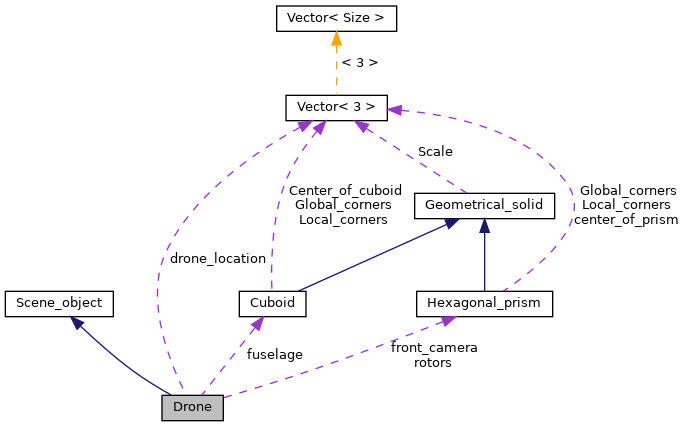 Vector< Size >
< 3 >
Vector< 3 >
Scale
Center_of_cuboid
Global_corners
Local_corners
Global_corners
Local_corners
center_of_prism
Geometrical_solid
drone_location
Scene_object
Cuboid
Hexagonal_prism
fuselage
front_camera
rotors
Drone